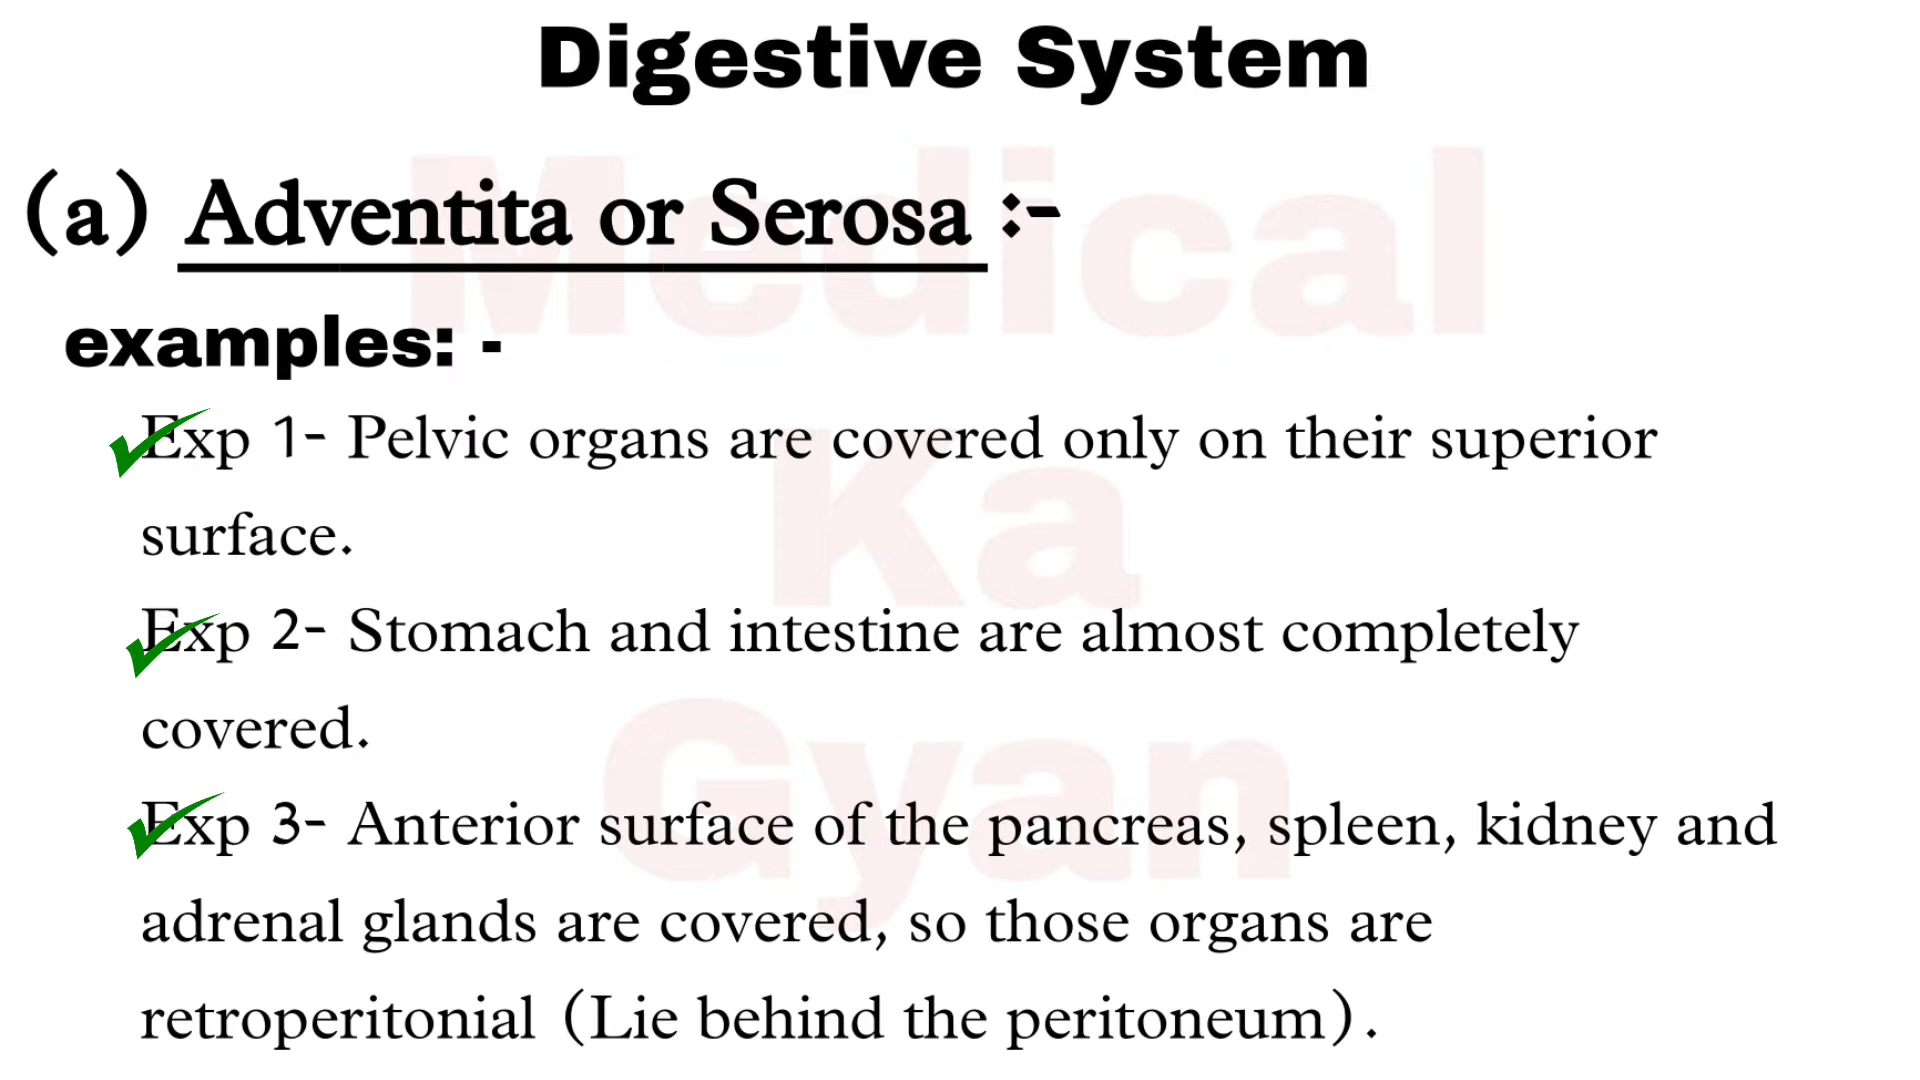 Digestive System
(a) Adventita or Serosa :-
examples: -
Exp 1- Pelvic organs are covered only on their superior
surface.
Exp 2- Stomach and intestine are almost completely
covered.
Exp 3- Anterior surface of the pancreas, spleen, kidney and
adrenal glands are covered, so those organs are
retroperitonial (Lie behind the peritoneum).
Medical
Ka
Gyan